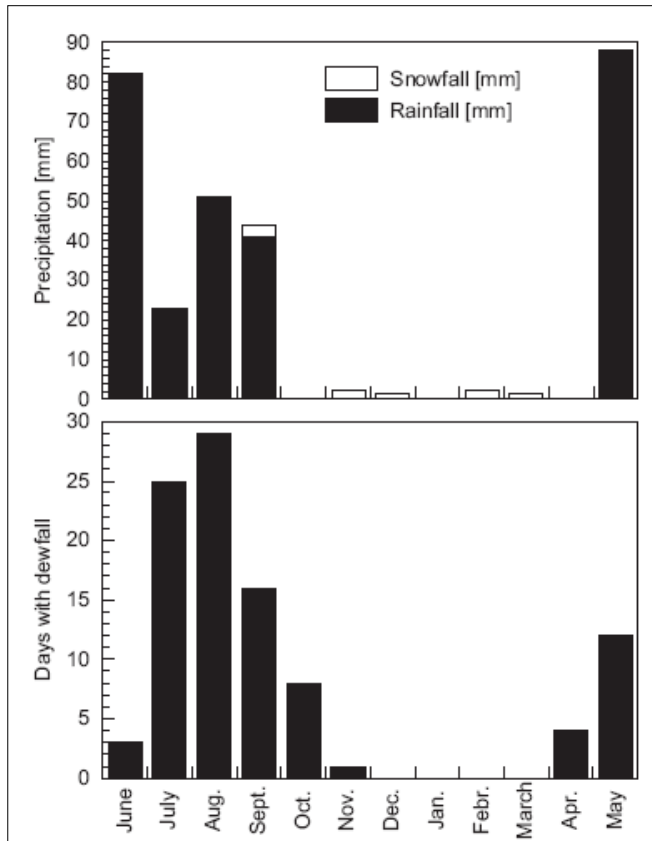 90
80
70
60
50
40
30
20
10
0
Precipitation [mm]
Snowfall [mm]
Rainfall [mm]
30
25
20
15
10
5
0
Days with dewfall
June
July
Aug.
Sept.
Oct.
Nov.
Dec.
Jan.
Febr.
March
Apr.
May